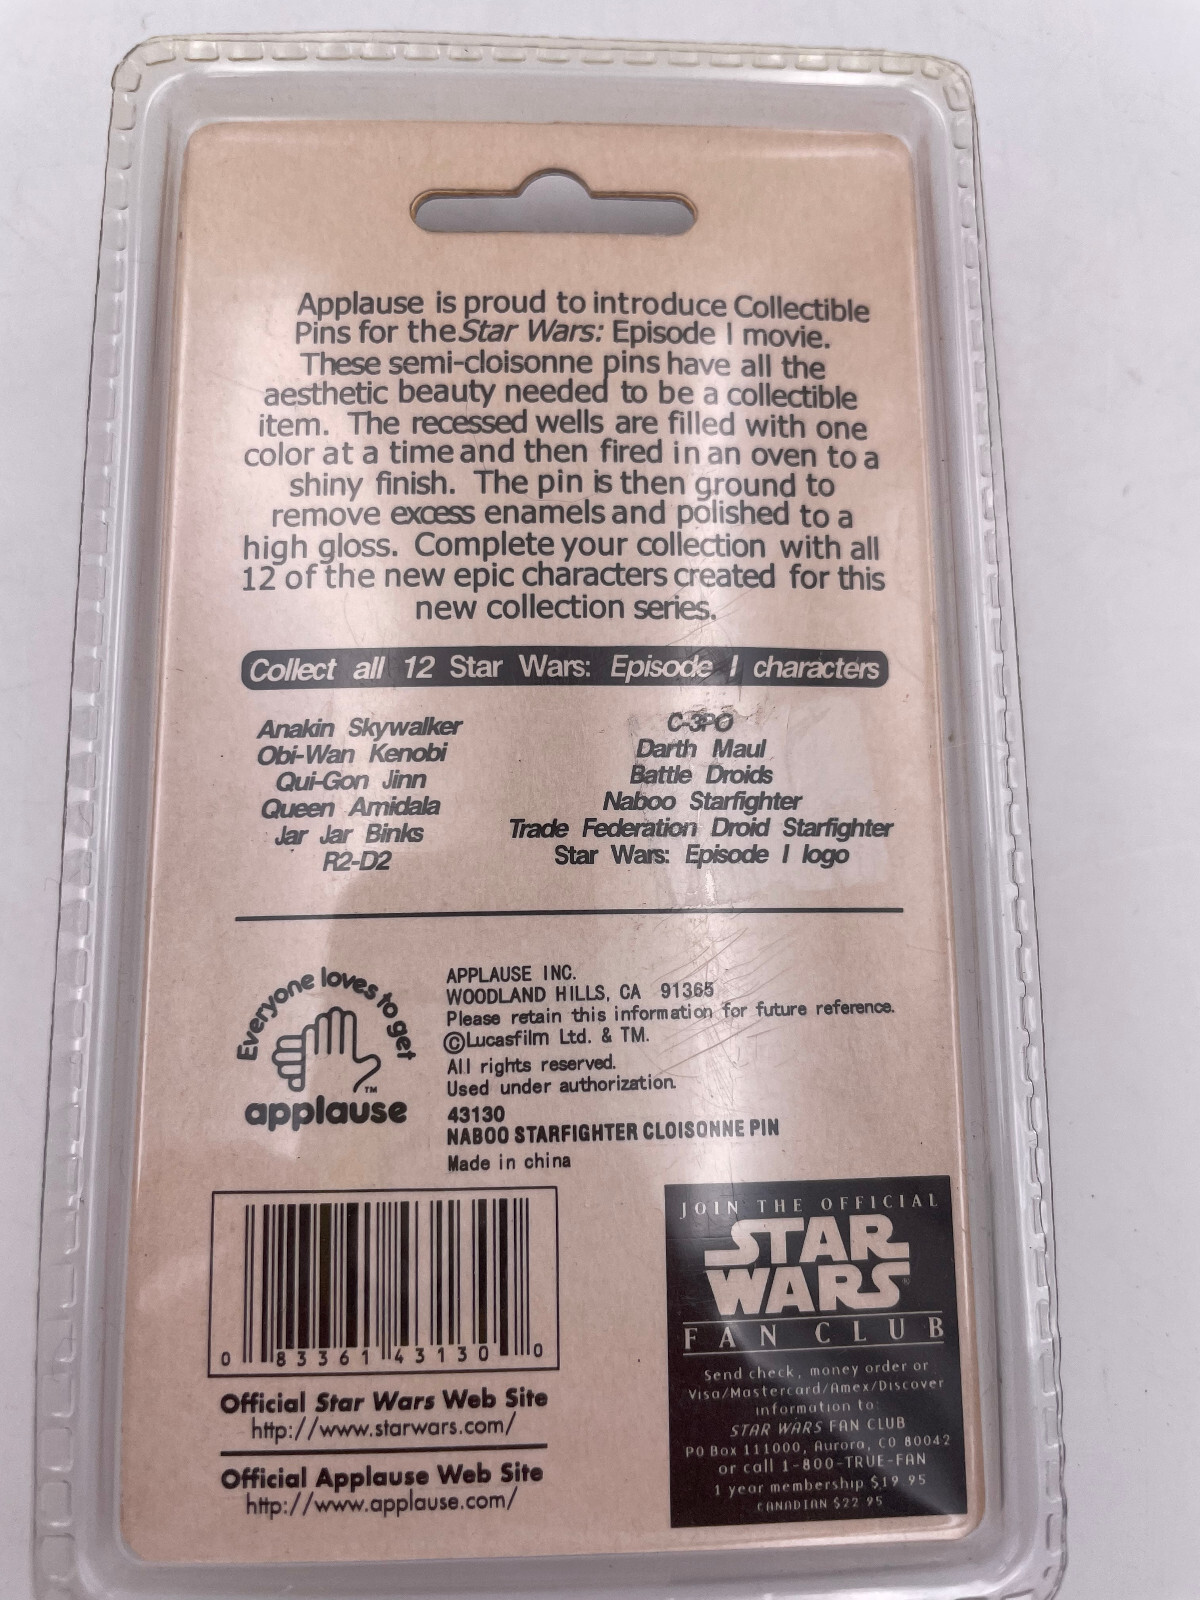 Applause is proud to introduce Collectible
Pins for the Star Wars: Episode I movie.
These semi-cloisonne pins have all the
aesthetic beauty needed to be a collectible
item. The recessed wells are filled with one
color at a time and then fired in an oven to a
shiny finish. The pin is then ground to
remove excess enamels and polished to a
high gloss. Complete your collection with all
12 of the new epic characters created for this
new collection series.
Collect all 12 Star Wars: Episode I characters
Anakin Skywalker
Obi-Wan Kenobi
Qui-Gon Jinn
Queen Amidala
Jar Jar Binks
R2-D2
C-3PO
Darth Maul
Battle Droids
Naboo Starfighter
Trade Federation Droid Starfighter
Star Wars: Episode I logo
Everyone loves to get
TM
applause
APPLAUSE INC.
WOODLAND HILLS, CA 91365
Please retain this information for future reference.
©Lucasfilm Ltd. & TM.
All rights reserved.
Used under authorization.
43130
NABOO STARFIGHTER CLOISONNE PIN
Made in china
0 83361 43130 0
Official Star Wars Web Site
http://www.starwars.com/
Official Applause Web Site
http://www.applause.com/
JOIN THE OFFICIAL
STAR
WARS®
FAN CLUB
Send check, money order or
Visa/Mastercard/Amex/Discover
information to:
STAR WARS FAN CLUB
PO Box 111000, Aurora, CO 80042
or call 1-800-TRUE-FAN
1 year membership $19.95
CANADIAN $22.95